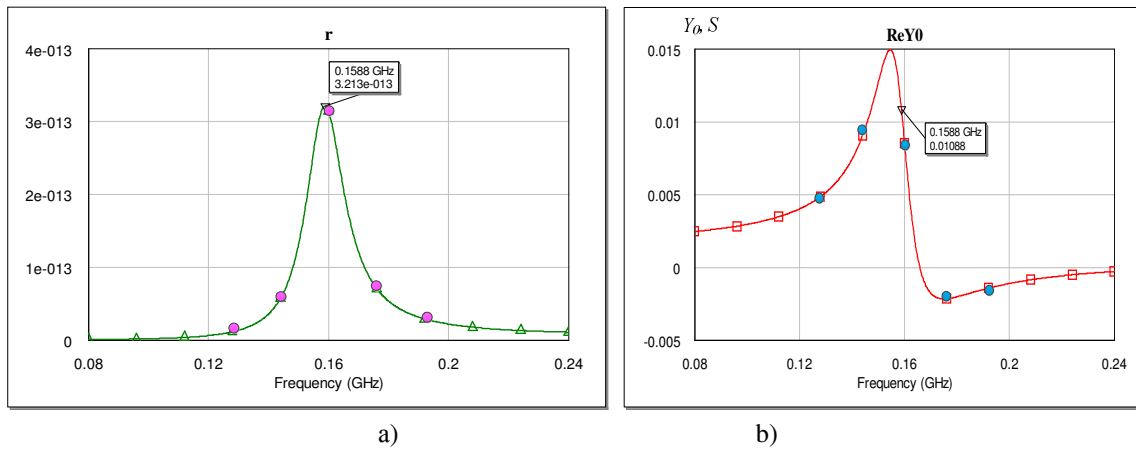 r
4e-013
3e-013
2e-013
1e-013
0
0.1588 GHz
3.213e-013
0.08 0.12 0.16 0.2 0.24
Frequency (GHz)
a)
Y0, S
ReY0
0.015
0.01
0.005
0
-0.005
0.1588 GHz
0.01088
0.08 0.12 0.16 0.2 0.24
Frequency (GHz)
b)